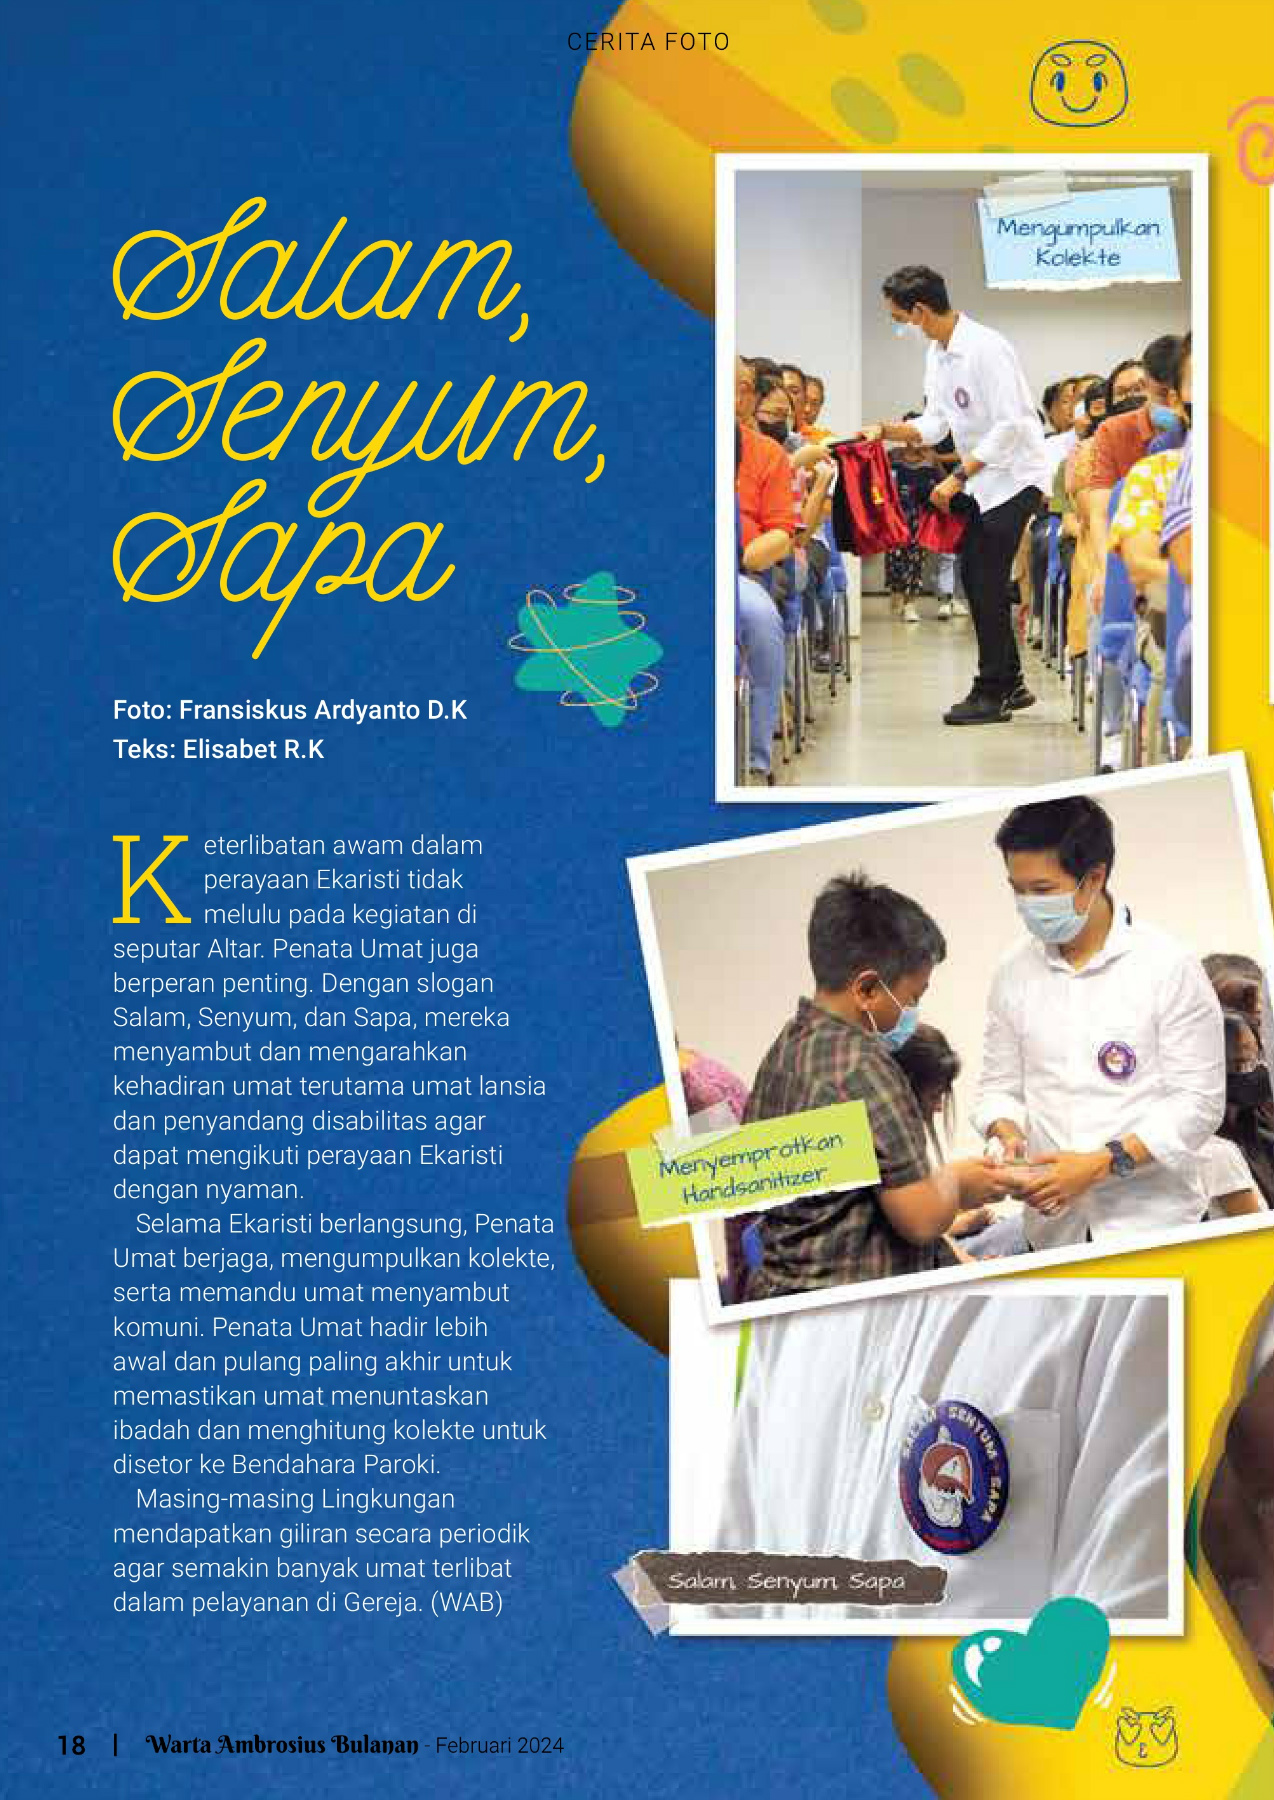 CERITA FOTO
Salam,
Senyum,
Sapa
Foto: Fransiskus Ardyanto D.K
Teks: Elisabet R.K
Keterlibatan awam dalam
perayaan Ekaristi tidak
melulu pada kegiatan di
seputar Altar. Penata Umat juga
berperan penting. Dengan slogan
Salam, Senyum, dan Sapa, mereka
menyambut dan mengarahkan
kehadiran umat terutama umat lansia
dan penyandang disabilitas agar
dapat mengikuti perayaan Ekaristi
dengan nyaman.
Selama Ekaristi berlangsung, Penata
Umat berjaga, mengumpulkan kolekte,
serta memandu umat menyambut
komuni. Penata Umat hadir lebih
awal dan pulang paling akhir untuk
memastikan umat menuntaskan
ibadah dan menghitung kolekte untuk
disetor ke Bendahara Paroki.
Masing-masing Lingkungan
mendapatkan giliran secara periodik
agar semakin banyak umat terlibat
dalam pelayanan di Gereja. (WAB)
Mengumpulkan
Kolekte
Menyemprotkan
Handsanitizer
SENYUM - SAPA
Salam, Senyum, Sapa
18 | Warta Ambrosius Bulanan - Februari 2024